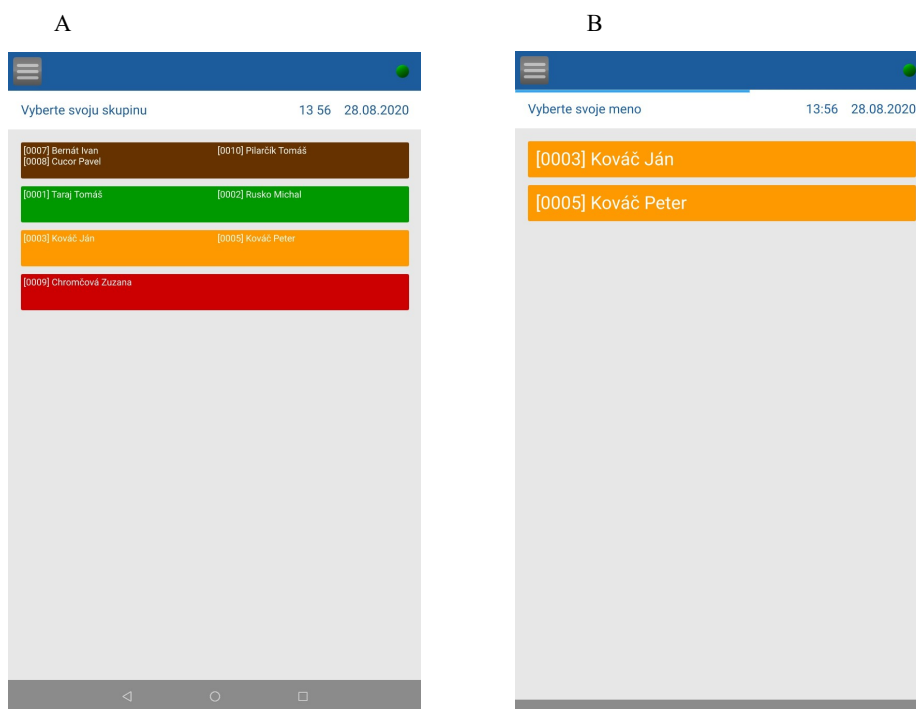 A
Vyberte svoju skupinu 13 56 28.08.2020
[0007] Bernát Ivan [0010] Pilarčík Tomáš
[0008] Cucor Pavel
[0001] Taraj Tomáš [0002] Rusko Michal
[0003] Kováč Ján [0005] Kováč Peter
[0009] Chromčová Zuzana
B
Vyberte svoje meno 13:56 28.08.2020
[0003] Kováč Ján
[0005] Kováč Peter